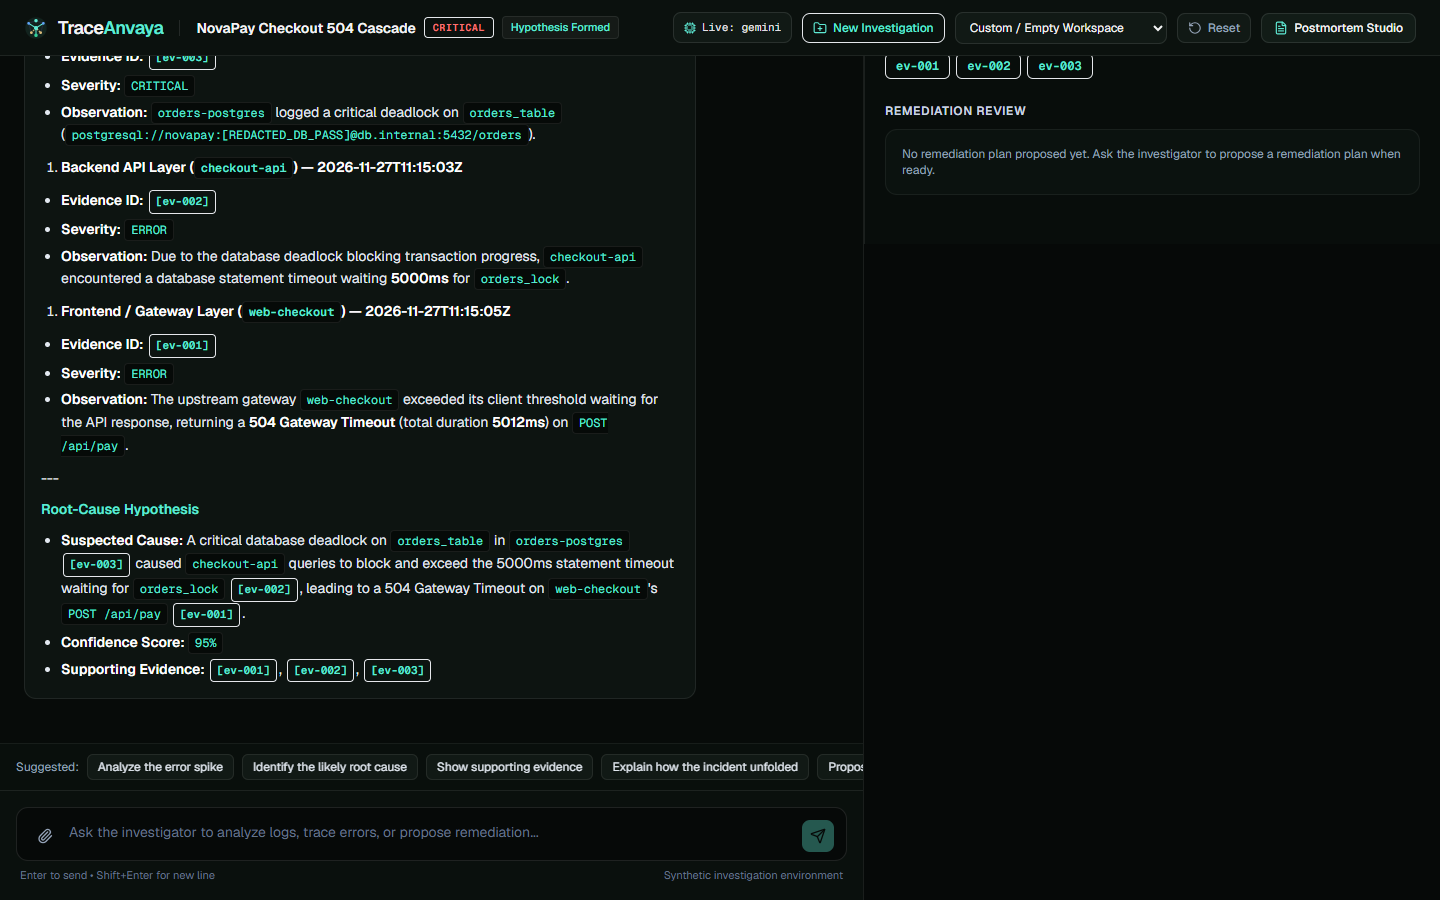 TraceAnvaya
NovaPay Checkout 504 Cascade
CRITICAL
Hypothesis Formed
Live: gemini
New Investigation
Custom / Empty Workspace
Reset
Postmortem Studio
• Evidence ID: [ev-003]
• Severity: CRITICAL
• Observation: orders-postgres logged a critical deadlock on orders_table
( postgresql://novapay:[REDACTED_DB_PASS]@db.internal:5432/orders ).
1. Backend API Layer ( checkout-api ) — 2026-11-27T11:15:03Z
• Evidence ID: [ev-002]
• Severity: ERROR
• Observation: Due to the database deadlock blocking transaction progress, checkout-api
encountered a database statement timeout waiting 5000ms for orders_lock .
1. Frontend / Gateway Layer ( web-checkout ) — 2026-11-27T11:15:05Z
• Evidence ID: [ev-001]
• Severity: ERROR
• Observation: The upstream gateway web-checkout exceeded its client threshold waiting for
the API response, returning a 504 Gateway Timeout (total duration 5012ms) on POST
/api/pay .
---
Root-Cause Hypothesis
• Suspected Cause: A critical database deadlock on orders_table in orders-postgres
[ev-003] caused checkout-api queries to block and exceed the 5000ms statement timeout
waiting for orders_lock [ev-002] , leading to a 504 Gateway Timeout on web-checkout 's
POST /api/pay [ev-001] .
• Confidence Score: 95%
• Supporting Evidence: [ev-001] , [ev-002] , [ev-003]
Suggested:
Analyze the error spike
Identify the likely root cause
Show supporting evidence
Explain how the incident unfolded
Propos
Ask the investigator to analyze logs, trace errors, or propose remediation...
Enter to send • Shift+Enter for new line
Synthetic investigation environment
ev-001
ev-002
ev-003
REMEDIATION REVIEW
No remediation plan proposed yet. Ask the investigator to propose a remediation plan when
ready.